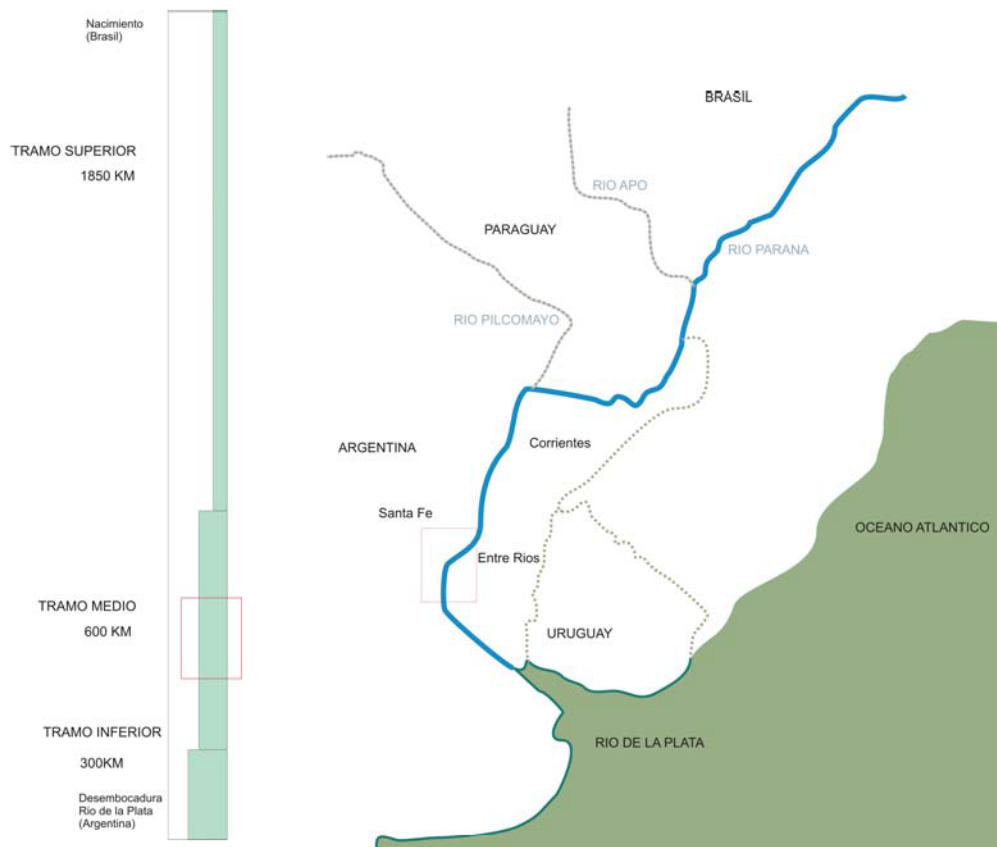 Nacimiento
(Brasil)
TRAMO SUPERIOR
1850 KM
TRAMO MEDIO
600 KM
TRAMO INFERIOR
300KM
Desembocadura
Rio de la Plata
(Argentina)
BRASIL
RIO APO
PARAGUAY
RIO PARANA
RIO PILCOMAYO
ARGENTINA
Corrientes
Santa Fe
OCEANO ATLANTICO
Entre Rios
URUGUAY
RIO DE LA PLATA